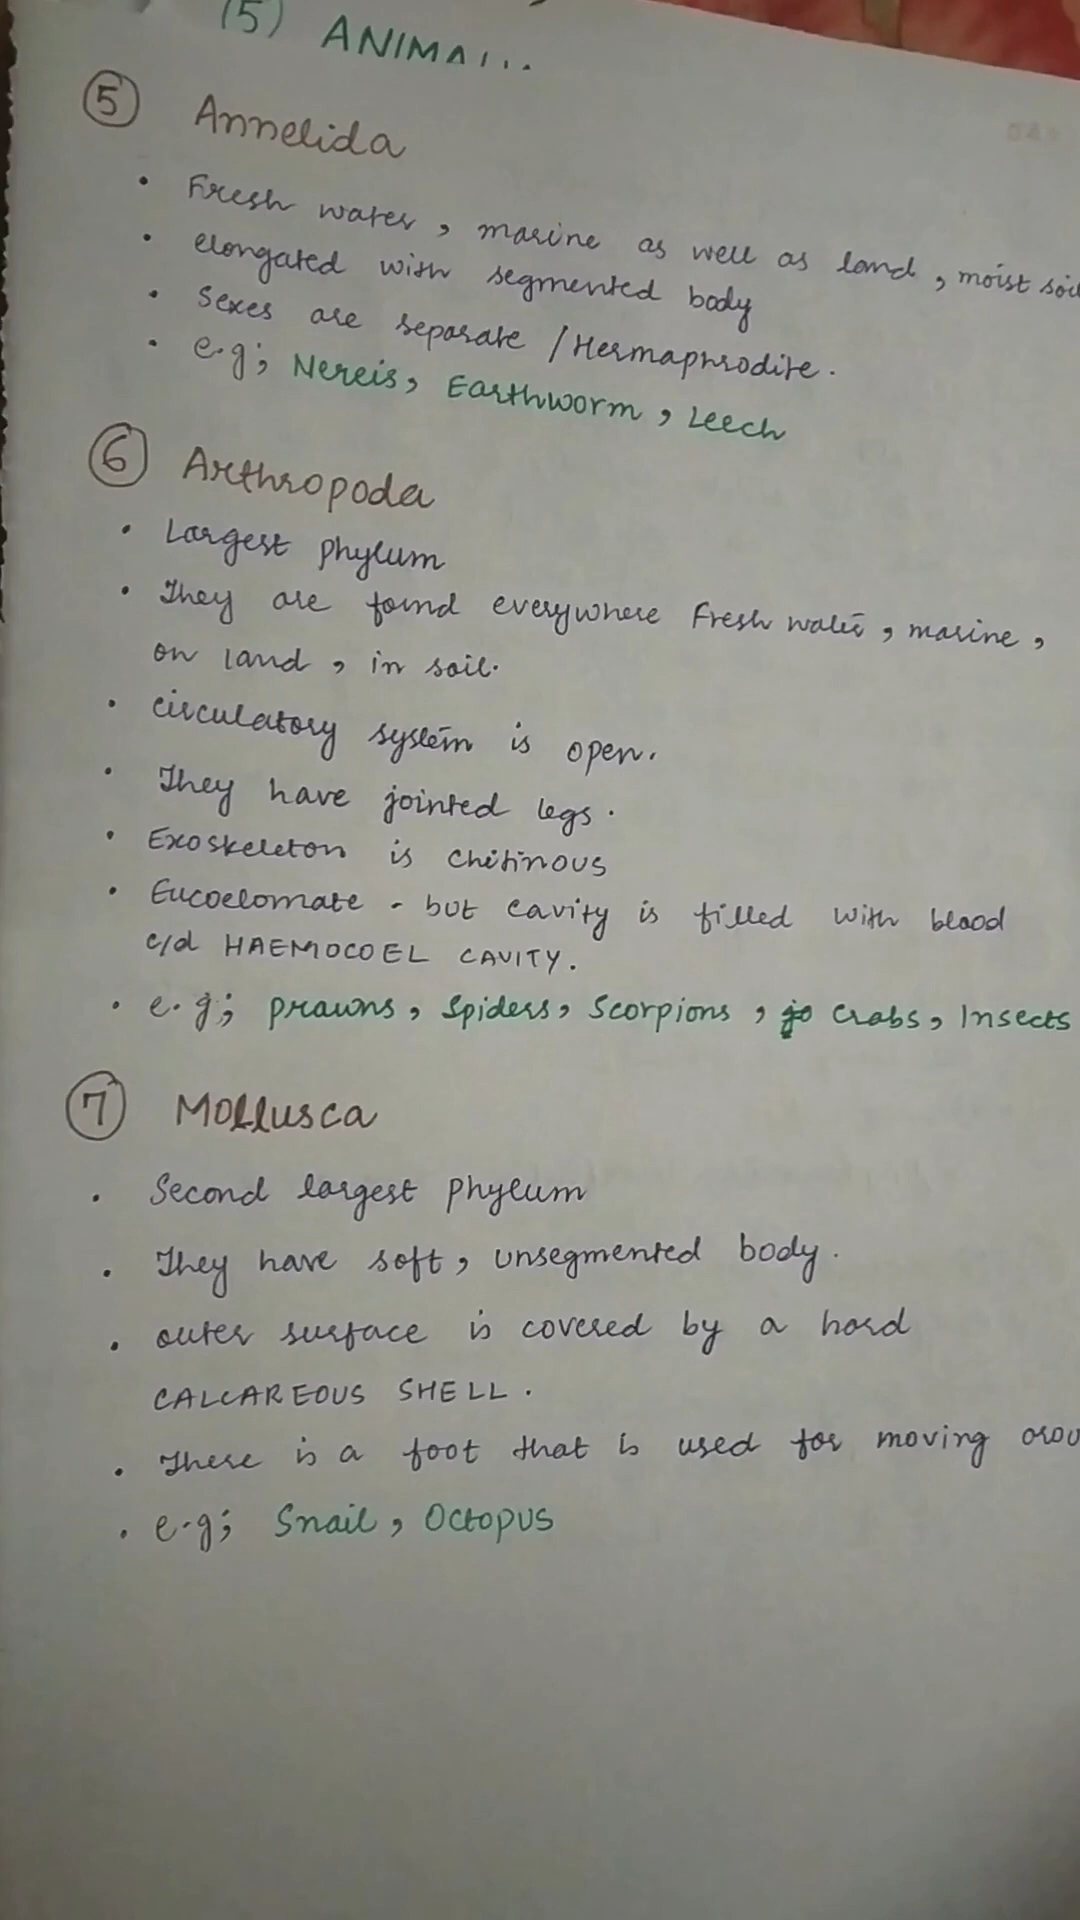 (5) ANIMA
⑤ Annelida
• Fresh water, marine as well as land, moist soil
• elongated with segmented body
• Sexes are separate / Hermaphrodite.
• e.g; Nereis, Earthworm, Leech
⑥ Arthropoda
• Largest phylum
• They are found everywhere Fresh water, marine,
on land, in soil.
• circulatory system is open.
• They have jointed legs.
• Exoskeleton is chitinous
• Eucoelomate - but cavity is filled with blood
c/d HAEMOCOEL CAVITY.
• e.g; prawns, Spiders, Scorpions, crabs, Insects
⑦ Mollusca
• Second largest phylum
• They have soft, unsegmented body.
• outer surface is covered by a hard
CALCAREOUS SHELL.
• There is a foot that is used for moving arou
• e.g; Snail, Octopus